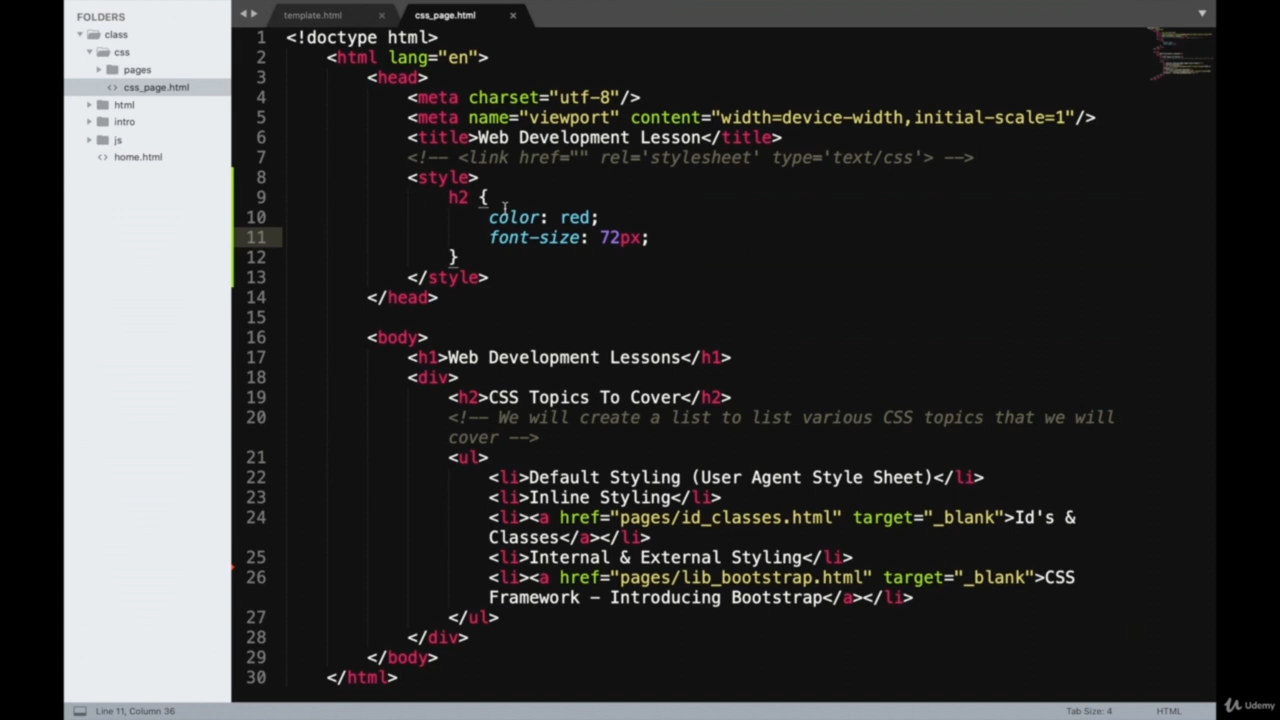 FOLDERS
class
css
pages
css_page.html
html
intro
js
home.html
template.html
css_page.html
1 <!doctype html>
2 <html lang="en">
3 <head>
4 <meta charset="utf-8"/>
5 <meta name="viewport" content="width=device-width,initial-scale=1"/>
6 <title>Web Development Lesson</title>
7 <!-- <link href="" rel='stylesheet' type='text/css'> -->
8 <style>
9 h2 {
10 color: red;
11 font-size: 72px;
12 }
13 </style>
14 </head>
15
16 <body>
17 <h1>Web Development Lessons</h1>
18 <div>
19 <h2>CSS Topics To Cover</h2>
20 <!-- We will create a list to list various CSS topics that we will
cover -->
21 <ul>
22 <li>Default Styling (User Agent Style Sheet)</li>
23 <li>Inline Styling</li>
24 <li><a href="pages/id_classes.html" target="_blank">Id's &
Classes</a></li>
25 <li>Internal & External Styling</li>
26 <li><a href="pages/lib_bootstrap.html" target="_blank">CSS
Framework - Introducing Bootstrap</a></li>
27 </ul>
28 </div>
29 </body>
30 </html>
Line 11, Column 36
Tab Size: 4
HTML
Udemy